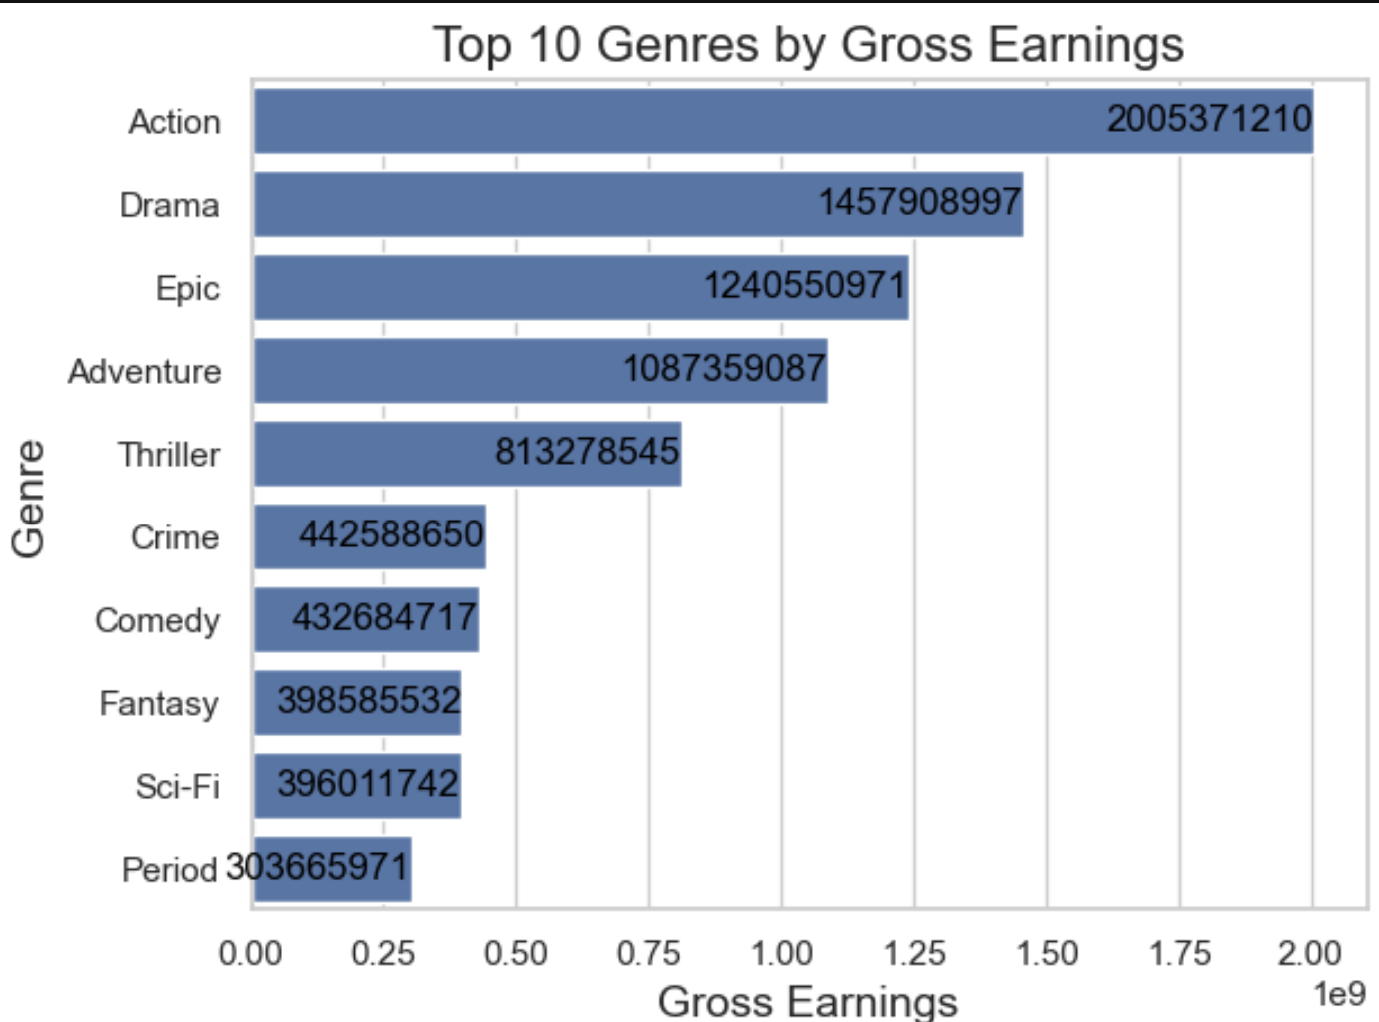 Top 10 Genres by Gross Earnings
Genre
Action 2005371210
Drama 1457908997
Epic 1240550971
Adventure 1087359087
Thriller 813278545
Crime 442588650
Comedy 432684717
Fantasy 398585532
Sci-Fi 396011742
Period 303665971
0.00 0.25 0.50 0.75 1.00 1.25 1.50 1.75 2.00
1e9
Gross Earnings